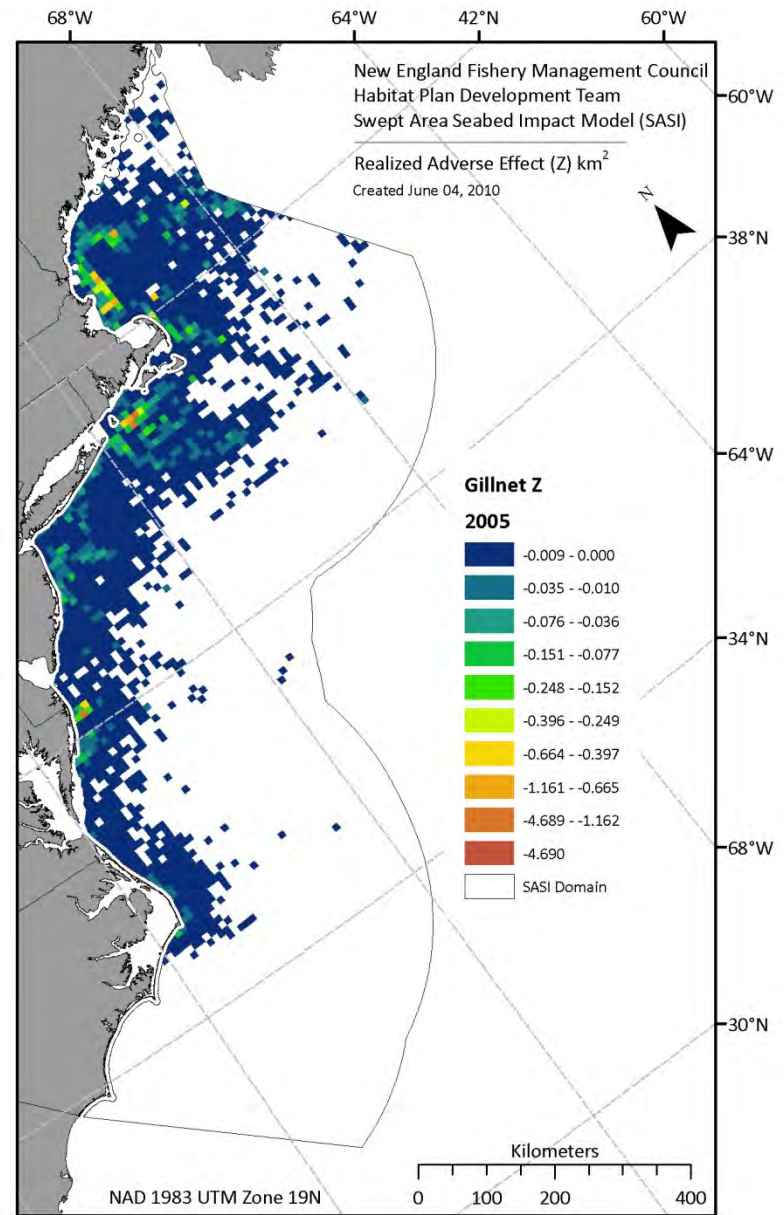 68°W 64°W 42°N 60°W
New England Fishery Management Council
Habitat Plan Development Team
Swept Area Seabed Impact Model (SASI)
Realized Adverse Effect (Z) km²
Created June 04, 2010
60°W
N
38°N
64°W
34°N
68°W
30°N
Gillnet Z
2005
-0.009 - 0.000
-0.035 - -0.010
-0.076 - -0.036
-0.151 - -0.077
-0.248 - -0.152
-0.396 - -0.249
-0.664 - -0.397
-1.161 - -0.665
-4.689 - -1.162
-4.690
SASI Domain
Kilometers
0 100 200 400
NAD 1983 UTM Zone 19N